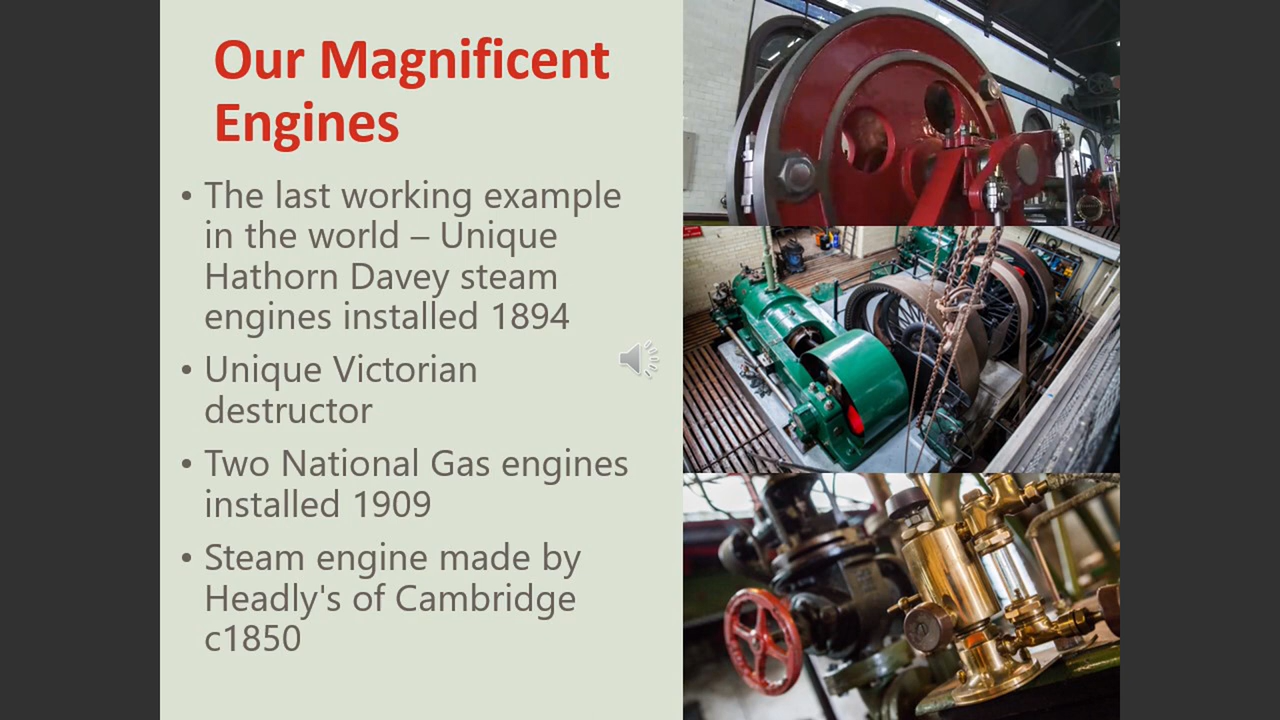 Our Magnificent
Engines
• The last working example
in the world – Unique
Hathorn Davey steam
engines installed 1894
• Unique Victorian
destructor
• Two National Gas engines
installed 1909
• Steam engine made by
Headly's of Cambridge
c1850